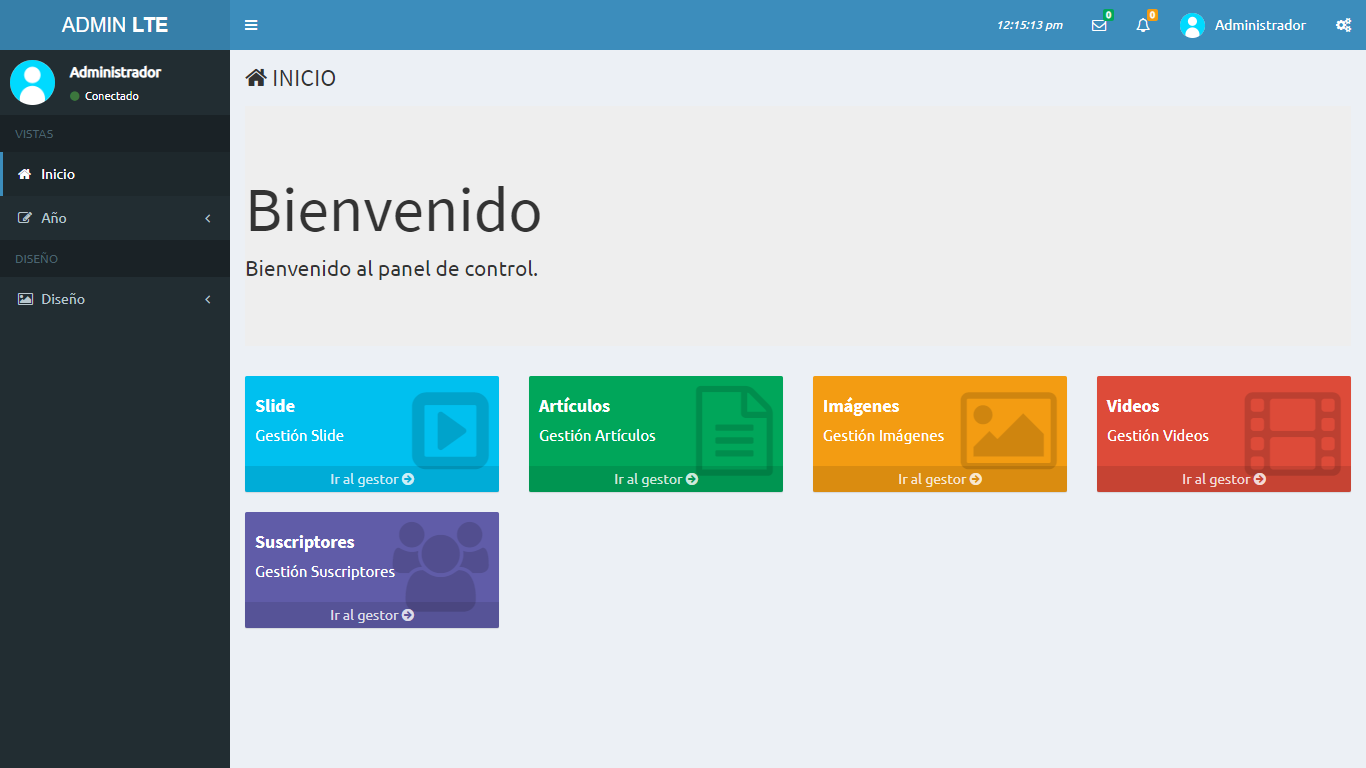 ADMIN LTE
12:15:13 pm
0
0
Administrador
Administrador
Conectado
VISTAS
Inicio
Año
DISEÑO
Diseño
INICIO
Bienvenido
Bienvenido al panel de control.
Slide
Gestión Slide
Ir al gestor
Artículos
Gestión Artículos
Ir al gestor
Imágenes
Gestión Imágenes
Ir al gestor
Videos
Gestión Videos
Ir al gestor
Suscriptores
Gestión Suscriptores
Ir al gestor